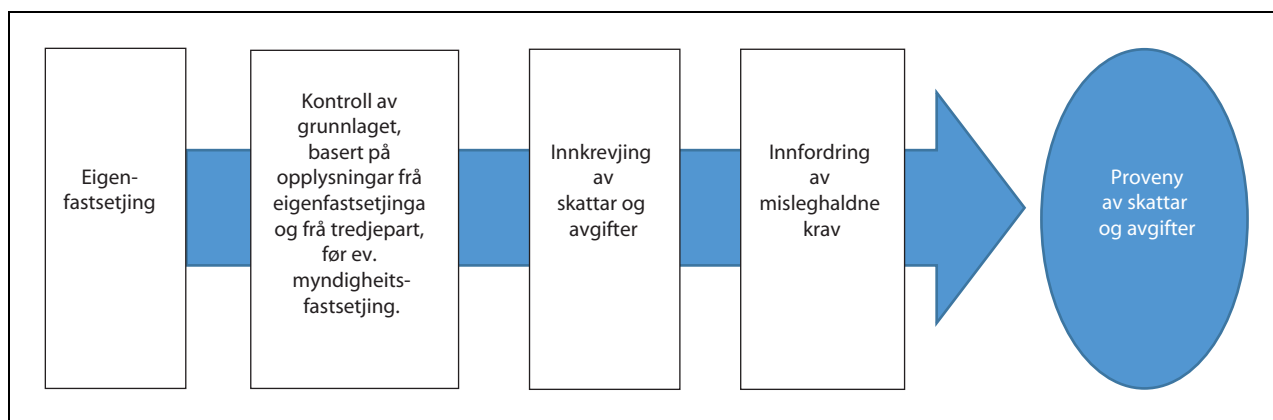 Eigen-
fastsetjing
Kontroll av
grunnlaget,
basert på
opplysningar frå
eigenfastsetjinga
og frå tredjepart,
før ev.
myndigheits-
fastsetjing.
Innkrevjing
av
skattar og
avgifter
Innfordring
av
misleghaldne
krav
Proveny
av skattar
og avgifter